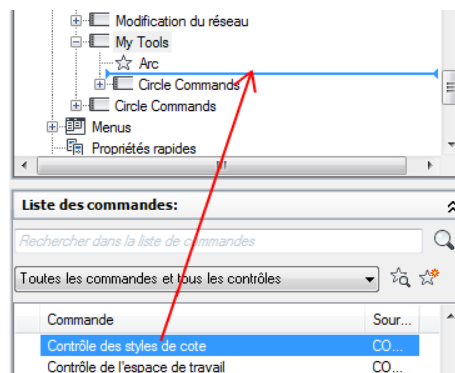 Modification du réseau
My Tools
Arc
Circle Commands
Circle Commands
Menus
Propriétés rapides
Liste des commandes:
Rechercher dans la liste de commandes
Toutes les commandes et tous les contrôles
Commande Sour...
Contrôle des styles de cote CO...
Contrôle de l'espace de travail CO...